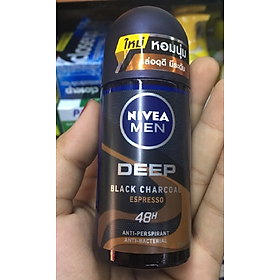 ใหม่ หอมนุ่ม
NIVEA
MEN
DEEP
BLACK CHARCOAL
ESPRESSO
48H
ANTI-PERSPIRANT
ANTI-BACTERIAL